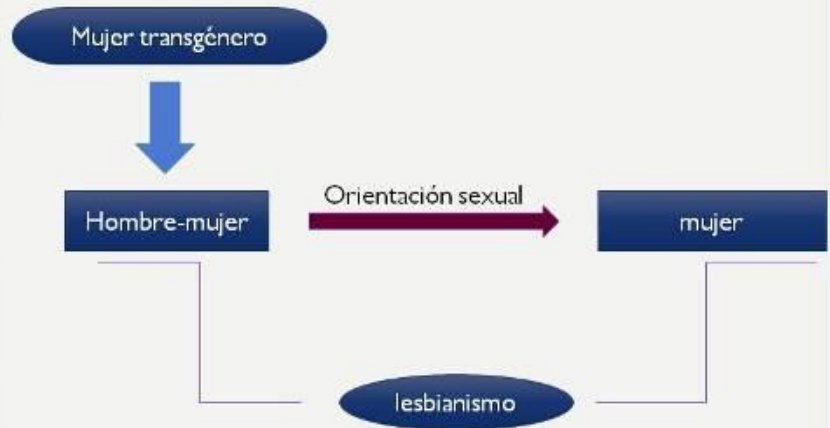 Mujer transgénero
Hombre-mujer
Orientación sexual
mujer
lesbianismo